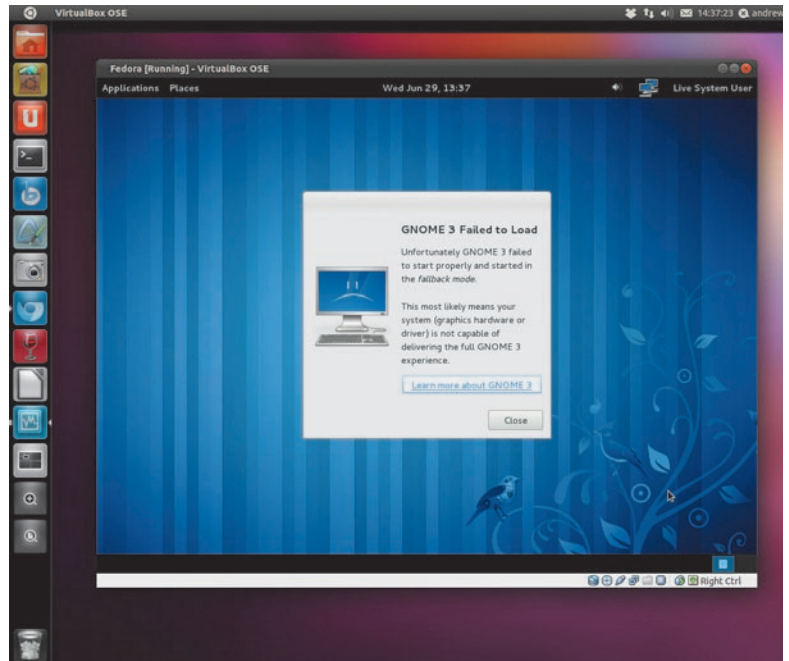 VirtualBox OSE
14:37:23 andrew
Fedora [Running] - VirtualBox OSE
Applications Places Wed Jun 29, 13:37 Live System User
GNOME 3 Failed to Load
Unfortunately GNOME 3 failed
to start properly and started in
the fallback mode.
This most likely means your
system (graphics hardware or
driver) is not capable of
delivering the full GNOME 3
experience.
Learn more about GNOME 3
Close
Right Ctrl